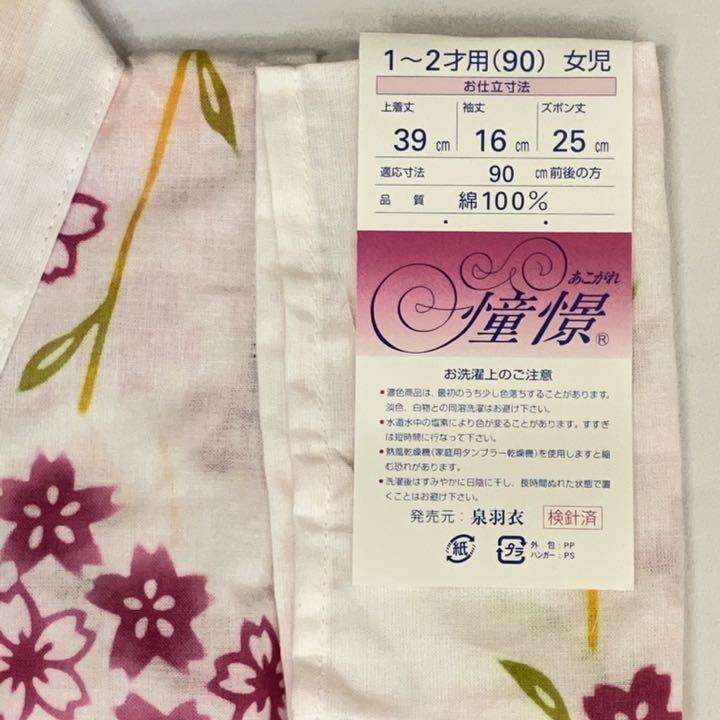 1～2才用(90) 女児
お仕立寸法
上着丈 袖丈 ズボン丈
39cm 16cm 25cm
適応寸法 90 cm前後の方
品質 綿100%
あこがれ
憧憬®
お洗濯上のご注意
●濃色商品は、最初のうち少し色落ちすることがあります。
淡色、白物との同溶洗濯はお避け下さい。
●水道水中の塩素により色が変ることがあります。すすぎ
は短時間に行なって下さい。
●熱風乾燥機(家庭用タンブラー乾燥機)を使用しますと縮
む恐れがあります。
●洗濯後はすみやかに日陰に干し、長時間ぬれた状態で置
くことはお避け下さい。
発売元：泉羽衣 検針済
紙 プラ 外包：PP
ハンガー：PS